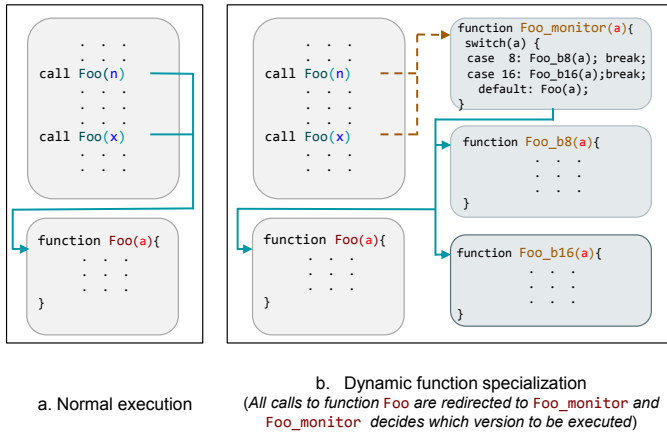 . . .
call Foo(n)
. . .
. . .
. . .
call Foo(x)
. . .
. . .
function Foo(a){
. . .
. . .
. . .
}
a. Normal execution
. . .
call Foo(n)
. . .
. . .
. . .
call Foo(x)
. . .
. . .
function Foo_monitor(a){
switch(a) {
case 8: Foo_b8(a); break;
case 16: Foo_b16(a);break;
default: Foo(a);
}
function Foo_b8(a){
. . .
. . .
. . .
}
function Foo(a){
. . .
. . .
. . .
}
function Foo_b16(a){
. . .
. . .
. . .
}
b. Dynamic function specialization
(All calls to function Foo are redirected to Foo_monitor and
Foo_monitor decides which version to be executed)